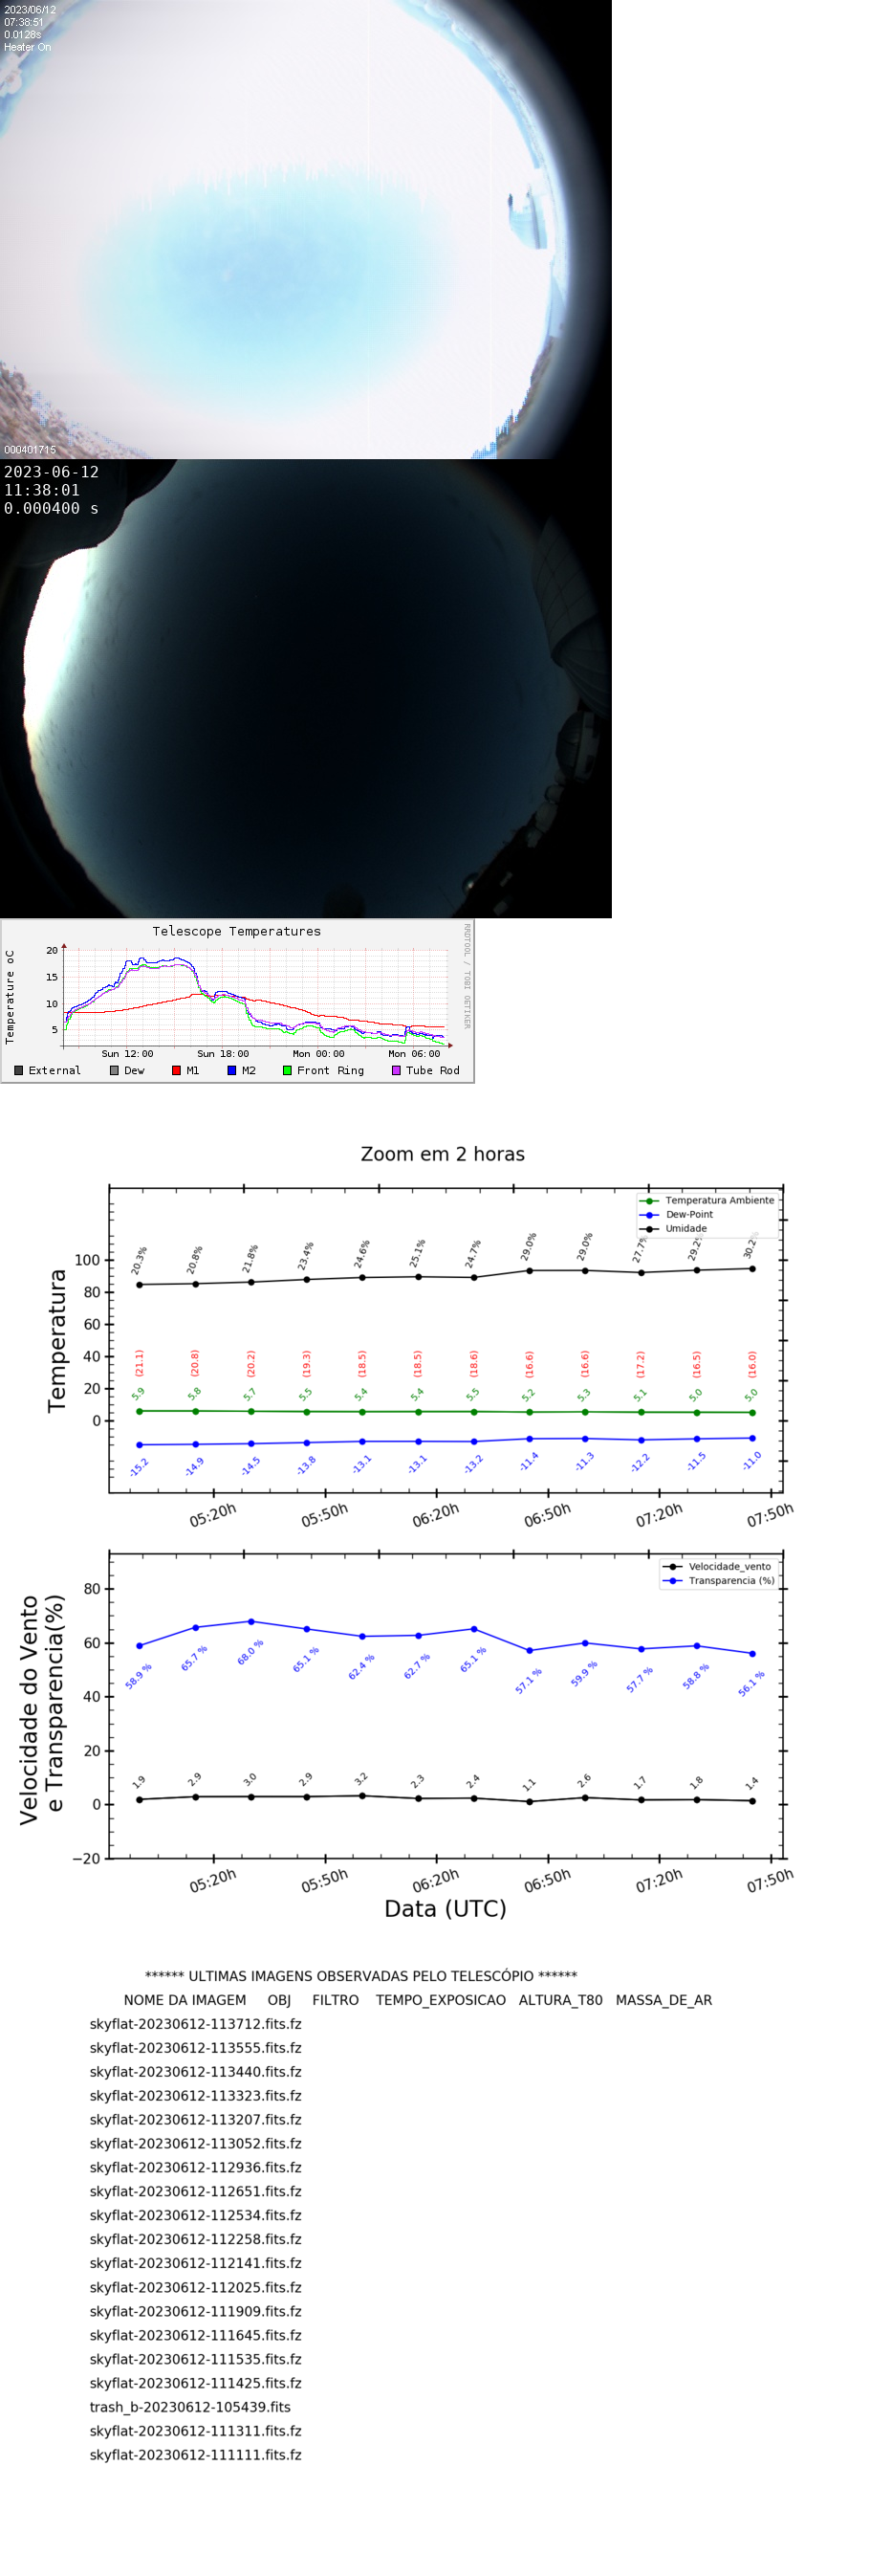 2023/06/12
07:38:51
0.0128s
Heater On
000401715
2023-06-12
11:38:01
0.000400 s
Telescope Temperatures
RRDTOOL / TOBI OETIKER
Temperature oC
20
15
10
5
Sun 12:00 Sun 18:00 Mon 00:00 Mon 06:00
External Dew M1 M2 Front Ring Tube Rod
Zoom em 2 horas
Temperatura Ambiente
Dew-Point
Umidade
Temperatura
100
80
60
40
20
0
20.3% 20.8% 21.8% 23.4% 24.6% 25.1% 24.7% 29.0% 29.0% 27.7% 29.2% 30.2%
(21.1) (20.8) (20.2) (19.3) (18.5) (18.5) (18.6) (16.6) (16.6) (17.2) (16.5) (16.0)
5.9 5.8 5.7 5.5 5.4 5.4 5.5 5.2 5.3 5.1 5.0 5.0
-15.2 -14.9 -14.5 -13.8 -13.1 -13.1 -13.2 -11.4 -11.3 -12.2 -11.5 -11.0
05:20h 05:50h 06:20h 06:50h 07:20h 07:50h
Velocidade_vento
Transparencia (%)
Velocidade do Vento
e Transparencia(%)
80
60
40
20
0
−20
58.9 % 65.7 % 68.0 % 65.1 % 62.4 % 62.7 % 65.1 % 57.1 % 59.9 % 57.7 % 58.8 % 56.1 %
1.9 2.9 3.0 2.9 3.2 2.3 2.4 1.1 2.6 1.7 1.8 1.4
05:20h 05:50h 06:20h 06:50h 07:20h 07:50h
Data (UTC)
****** ULTIMAS IMAGENS OBSERVADAS PELO TELESCÓPIO ******
NOME DA IMAGEM OBJ FILTRO TEMPO_EXPOSICAO ALTURA_T80 MASSA_DE_AR
skyflat-20230612-113712.fits.fz
skyflat-20230612-113555.fits.fz
skyflat-20230612-113440.fits.fz
skyflat-20230612-113323.fits.fz
skyflat-20230612-113207.fits.fz
skyflat-20230612-113052.fits.fz
skyflat-20230612-112936.fits.fz
skyflat-20230612-112651.fits.fz
skyflat-20230612-112534.fits.fz
skyflat-20230612-112258.fits.fz
skyflat-20230612-112141.fits.fz
skyflat-20230612-112025.fits.fz
skyflat-20230612-111909.fits.fz
skyflat-20230612-111645.fits.fz
skyflat-20230612-111535.fits.fz
skyflat-20230612-111425.fits.fz
trash_b-20230612-105439.fits
skyflat-20230612-111311.fits.fz
skyflat-20230612-111111.fits.fz